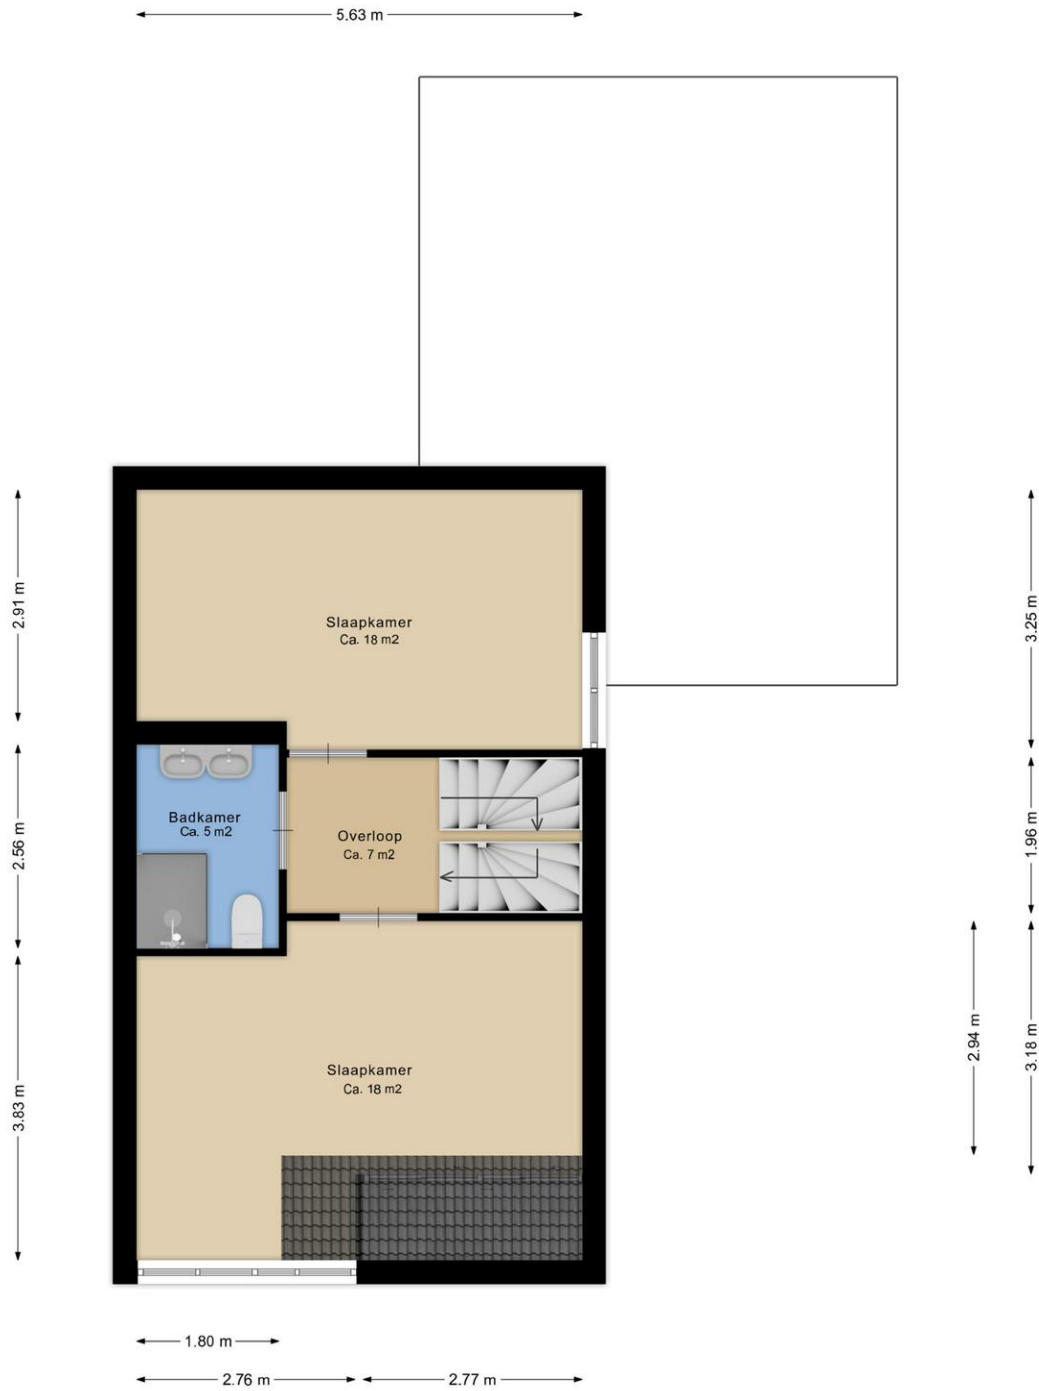 5.63 m
2.91 m
3.25 m
Slaapkamer
Ca. 18 m2
Badkamer
Ca. 5 m2
Overloop
Ca. 7 m2
2.56 m
1.96 m
Slaapkamer
Ca. 18 m2
3.83 m
2.94 m
3.18 m
1.80 m
2.76 m
2.77 m